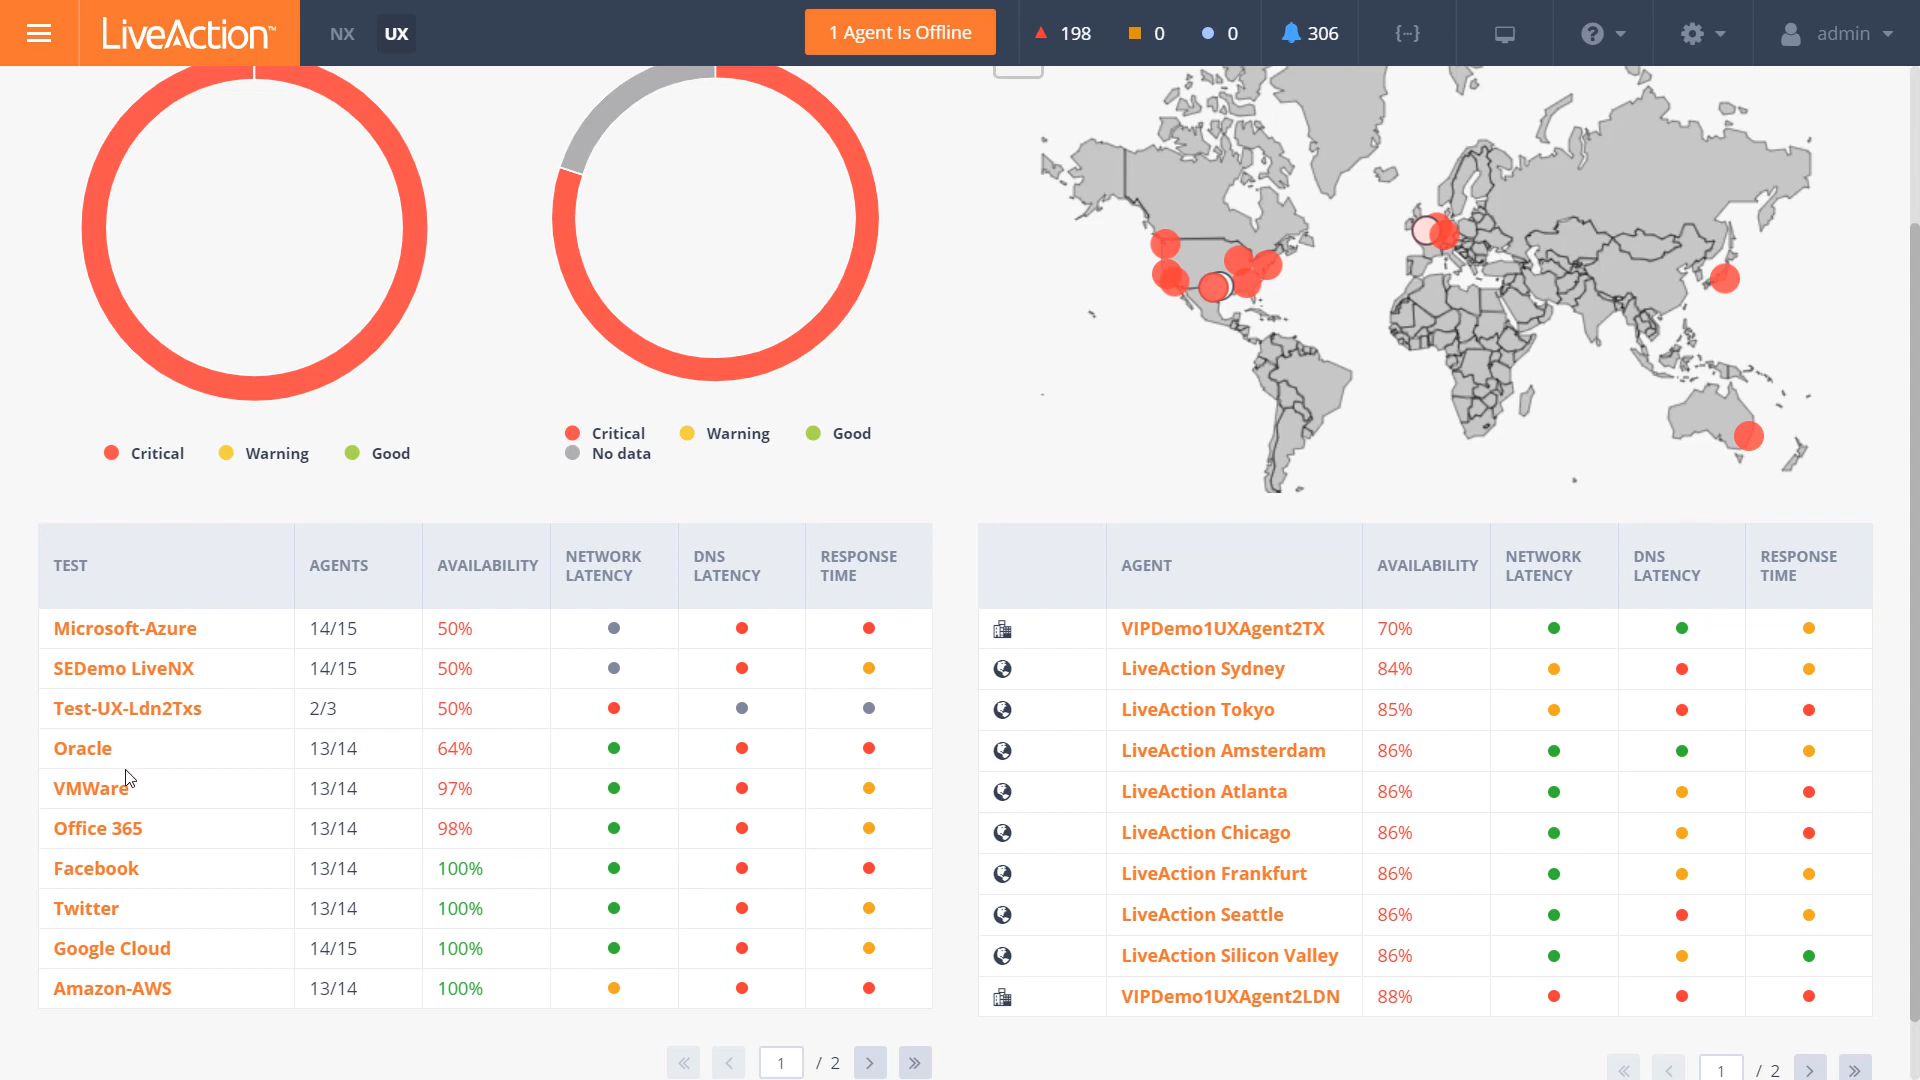 LiveAction™ NX UX 1 Agent Is Offline 198 0 0 306 {···} admin
Critical Warning Good
Critical Warning Good
No data
TEST AGENTS AVAILABILITY NETWORK LATENCY DNS LATENCY RESPONSE TIME
Microsoft-Azure 14/15 50%
SEDemo LiveNX 14/15 50%
Test-UX-Ldn2Txs 2/3 50%
Oracle 13/14 64%
VMWare 13/14 97%
Office 365 13/14 98%
Facebook 13/14 100%
Twitter 13/14 100%
Google Cloud 14/15 100%
Amazon-AWS 13/14 100%
« ‹ 1 / 2 › »
AGENT AVAILABILITY NETWORK LATENCY DNS LATENCY RESPONSE TIME
VIPDemo1UXAgent2TX 70%
LiveAction Sydney 84%
LiveAction Tokyo 85%
LiveAction Amsterdam 86%
LiveAction Atlanta 86%
LiveAction Chicago 86%
LiveAction Frankfurt 86%
LiveAction Seattle 86%
LiveAction Silicon Valley 86%
VIPDemo1UXAgent2LDN 88%
« ‹ 1 / 2 › »